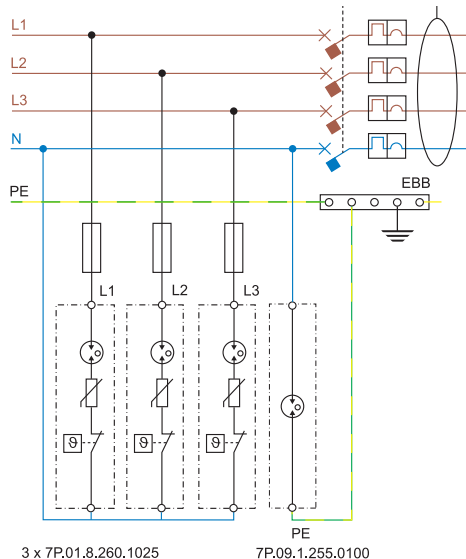 L1
L2
L3
N
PE
EBB
L1 L2 L3
ϑ ϑ ϑ
PE
3 x 7P.01.8.260.1025 7P.09.1.255.0100